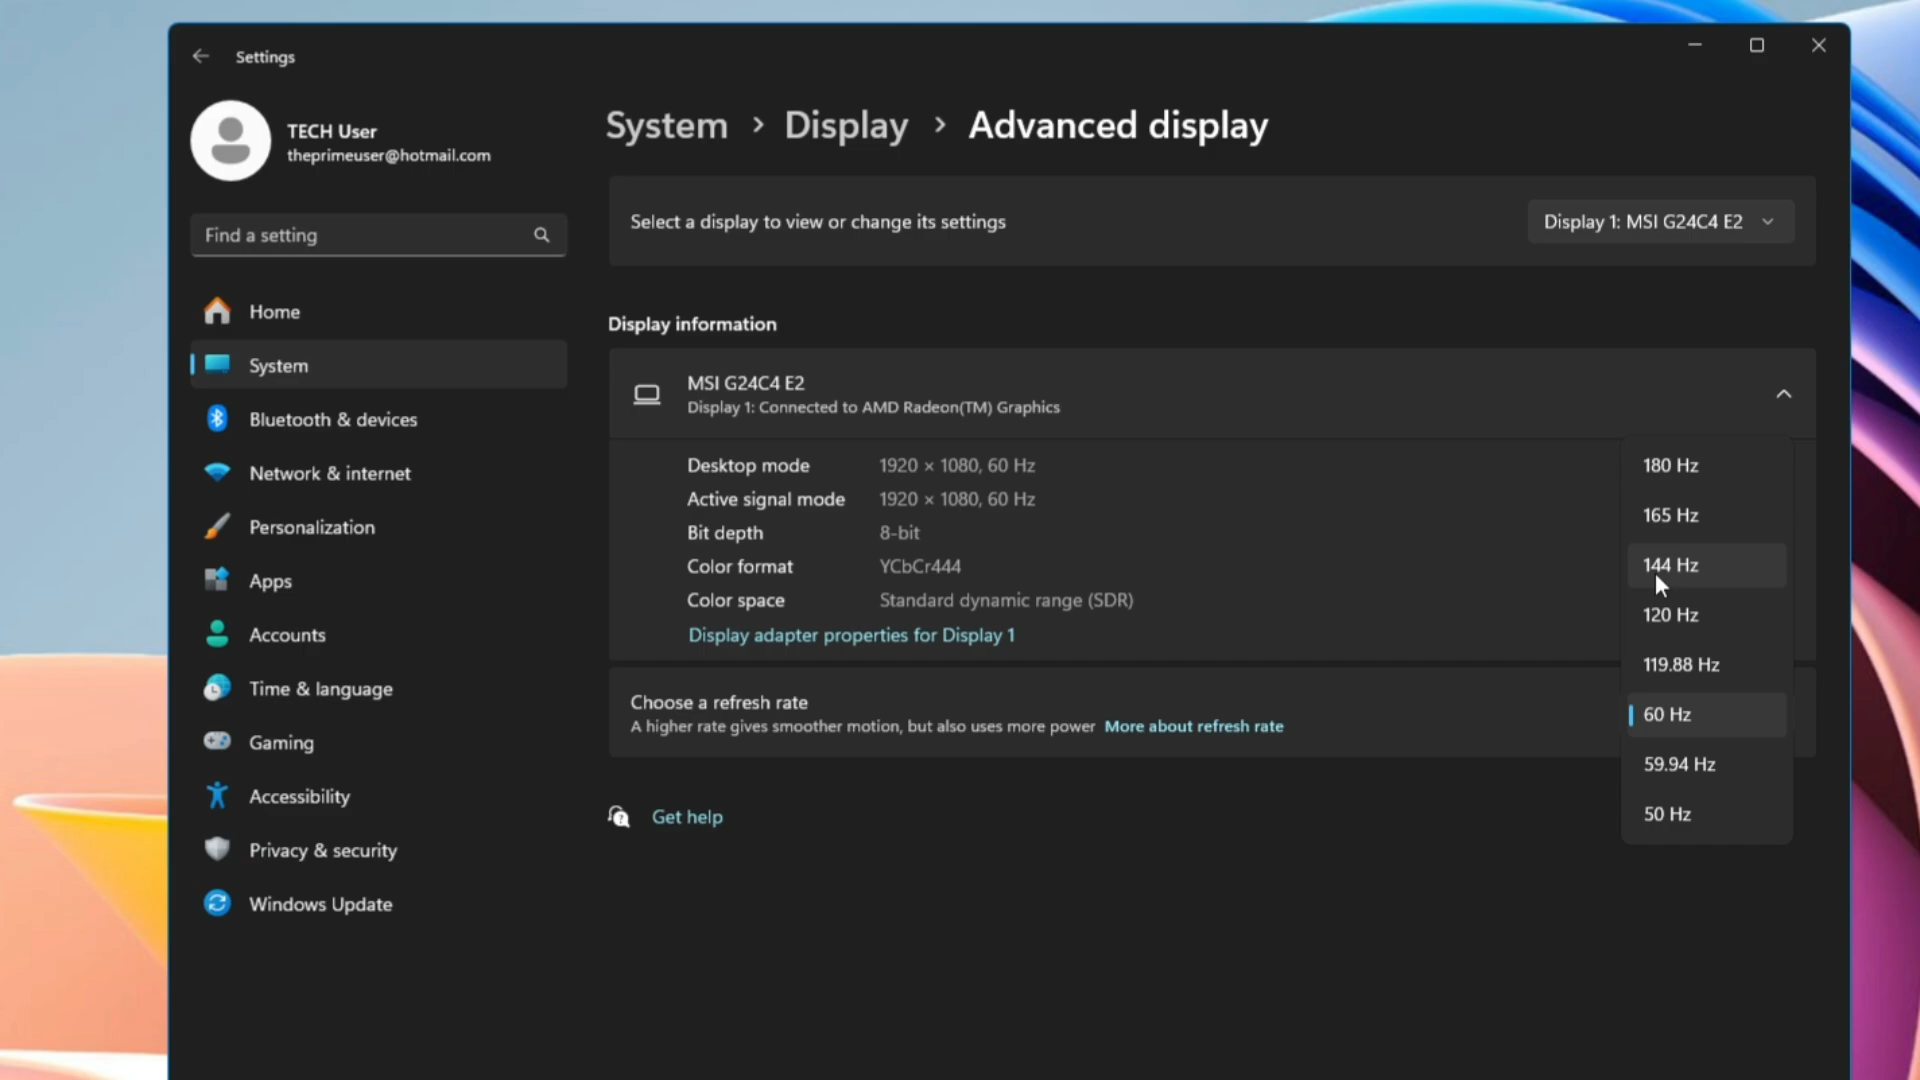 Settings
TECH User
theprimeuser@hotmail.com
Find a setting
Home
System
Bluetooth & devices
Network & internet
Personalization
Apps
Accounts
Time & language
Gaming
Accessibility
Privacy & security
Windows Update
System > Display > Advanced display
Select a display to view or change its settings
Display 1: MSI G24C4 E2
Display information
MSI G24C4 E2
Display 1: Connected to AMD Radeon(TM) Graphics
Desktop mode 1920 × 1080, 60 Hz
Active signal mode 1920 × 1080, 60 Hz
Bit depth 8-bit
Color format YCbCr444
Color space Standard dynamic range (SDR)
Display adapter properties for Display 1
Choose a refresh rate
A higher rate gives smoother motion, but also uses more power More about refresh rate
180 Hz
165 Hz
144 Hz
120 Hz
119.88 Hz
60 Hz
59.94 Hz
50 Hz
Get help